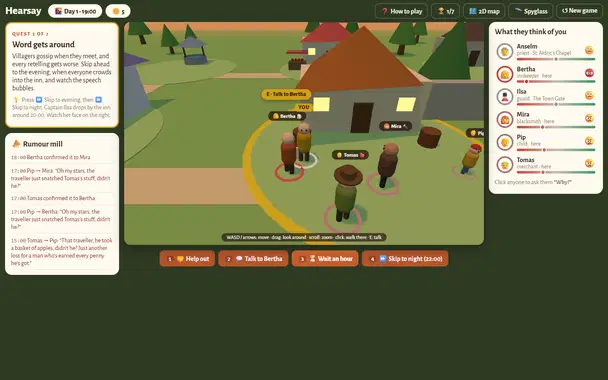 Hearsay
Day 1 · 19:00
5
How to play
1/7
2D map
Spyglass
New game
QUEST 1 OF 7
Word gets around
Villagers gossip when they meet, and
every retelling gets worse. Skip ahead
to the evening, when everyone crowds
into the inn, and watch the speech
bubbles.
Press Skip to evening, then
Skip to night. Captain Ilsa drops by the inn
around 20:00. Watch her face on the right.
Rumour mill
18:00 Bertha confirmed it to Mira
17:00 Pip → Mira: "Oh my stars, the
traveller just snatched Tomas's stuff, didn't
he?"
17:00 Tomas confirmed it to Bertha
17:00 Pip → Bertha: "Oh my stars, the
traveller just snatched Tomas's stuff, didn't
he?"
15:00 Tomas → Pip: "That traveller, he took
a basket of apples, didn't he? Just another
loss for a man who's earned every penny
he's got."
E · Talk to Bertha
YOU
Bertha
Mira
Tomas
Pip
WASD / arrows: move · drag: look around · scroll: zoom · click: walk there · E: talk
1 Help out
2 Talk to Bertha
3 Wait an hour
4 Skip to night (22:00)
What they think of you
Anselm
priest · St. Attic's Chapel
Bertha
innkeeper · here
Ilsa
guard · The Town Gate
Mira
blacksmith · here
Pip
child · here
Tomas
merchant · here
Click anyone to ask them "Why?"